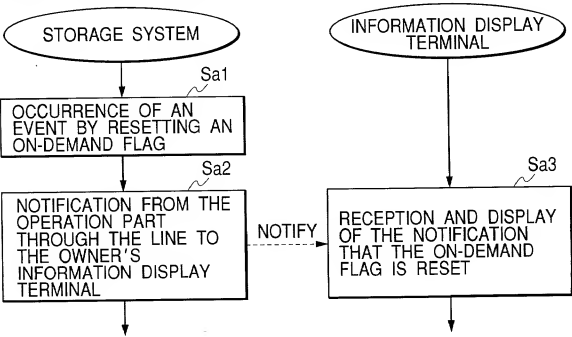 STORAGE SYSTEM
INFORMATION DISPLAY
TERMINAL
Sa1
OCCURRENCE OF AN
EVENT BY RESETTING AN
ON-DEMAND FLAG
Sa2
NOTIFICATION FROM THE
OPERATION PART
THROUGH THE LINE TO
THE OWNER'S
INFORMATION DISPLAY
TERMINAL
NOTIFY
Sa3
RECEPTION AND DISPLAY
OF THE NOTIFICATION
THAT THE ON-DEMAND
FLAG IS RESET